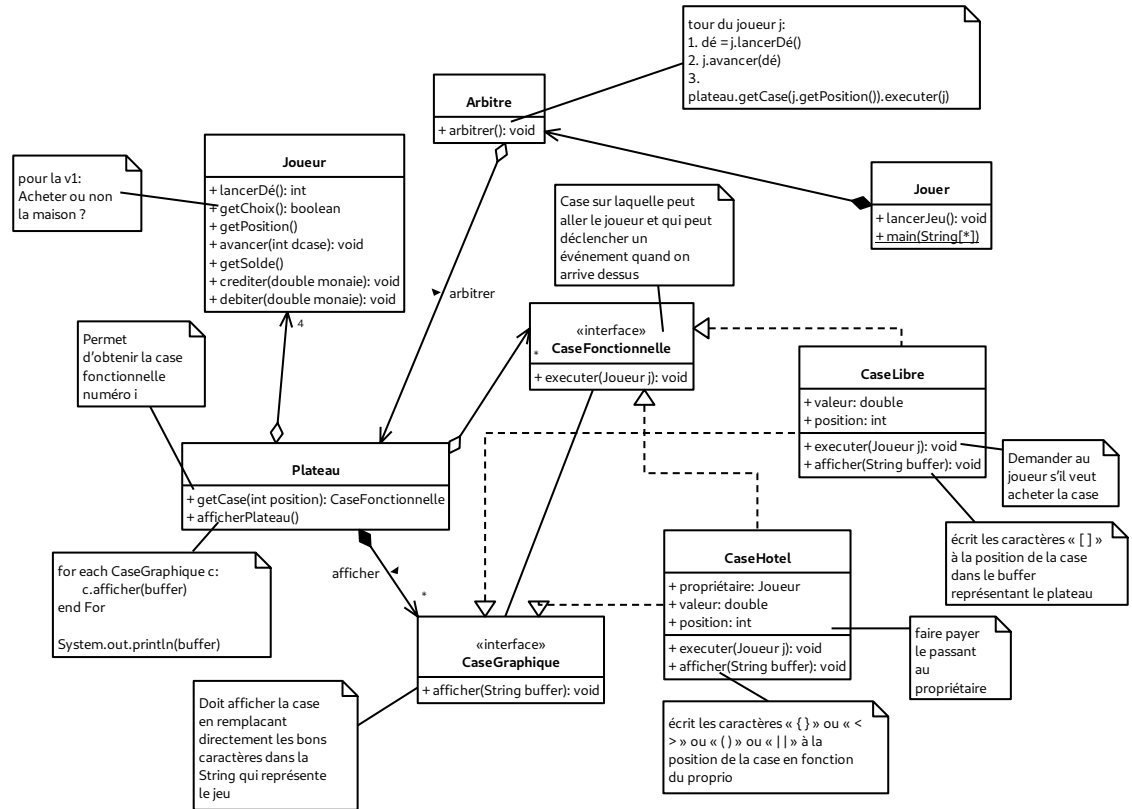 tour du joueur j:
1. dé = j.lancerDé()
2. j.avancer(dé)
3.
plateau.getCase(j.getPosition()).executer(j)
Arbitre
+ arbitrer(): void
Joueur
+ lancerDé(): int
+ getChoix(): boolean
+ getPosition()
+ avancer(int dcase): void
+ getSolde()
+ crediter(double monaie): void
+ debiter(double monaie): void
pour la v1:
Acheter ou non
la maison ?
Jouer
+ lancerJeu(): void
+ main(String[*])
Case sur laquelle peut
aller le joueur et qui peut
déclencher un
événement quand on
arrive dessus
arbitrer
4
Permet
d'obtenir la case
fonctionnelle
numéro i
«interface»
* CaseFonctionnelle
+ executer(Joueur j): void
CaseLibre
+ valeur: double
+ position: int
+ executer(Joueur j): void
+ afficher(String buffer): void
Demander au
joueur s'il veut
acheter la case
Plateau
+ getCase(int position): CaseFonctionnelle
+ afficherPlateau()
écrit les caractères « [ ] »
à la position de la case
dans le buffer
représentant le plateau
CaseHotel
+ propriétaire: Joueur
+ valeur: double
+ position: int
+ executer(Joueur j): void
+ afficher(String buffer): void
for each CaseGraphique c:
c.afficher(buffer)
end For
System.out.println(buffer)
afficher
*
«interface»
CaseGraphique
+ afficher(String buffer): void
faire payer
le passant
au
propriétaire
Doit afficher la case
en remplacant
directement les bons
caractères dans la
String qui représente
le jeu
écrit les caractères « { } » ou « <
> » ou « ( ) » ou « | | » à la
position de la case en fonction
du proprio